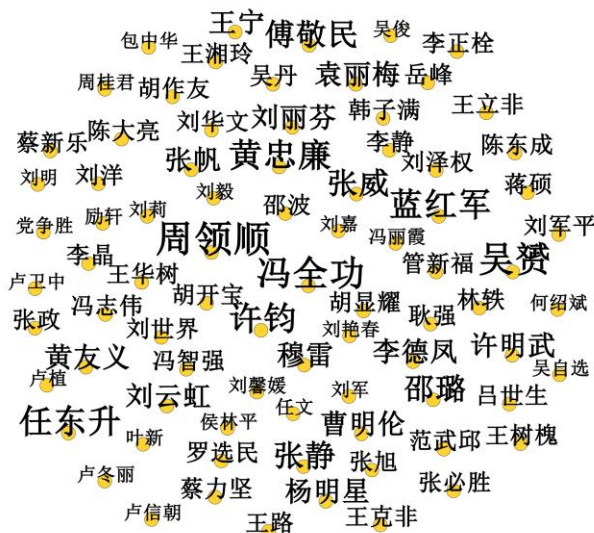 王宁
傅敬民
吴俊
包中华
王湘玲
李正栓
周桂君
胡作友
吴丹
袁丽梅
岳峰
蔡新乐
陈大亮
刘华文
刘丽芬
韩子满
王立非
李静
陈东成
张帆
黄忠廉
刘泽权
刘明
刘洋
刘毅
张威
蓝红军
蒋硕
党争胜
励轩
刘莉
邵波
刘嘉
冯丽霞
刘军平
周领顺
李晶
王华树
冯全功
管新福
吴赟
卢卫中
冯志伟
胡开宝
胡显耀
林轶
何绍斌
张政
刘世界
许钧
刘艳春
耿强
黄友义
冯智强
穆雷
李德凤
许明武
吴自选
卢植
刘云虹
刘馨媛
刘军
邵璐
吕世生
任东升
叶新
侯林平
任文
曹明伦
范武邱
王树槐
罗选民
张静
张旭
卢冬丽
蔡力坚
杨明星
张必胜
卢信朝
王路
王克非